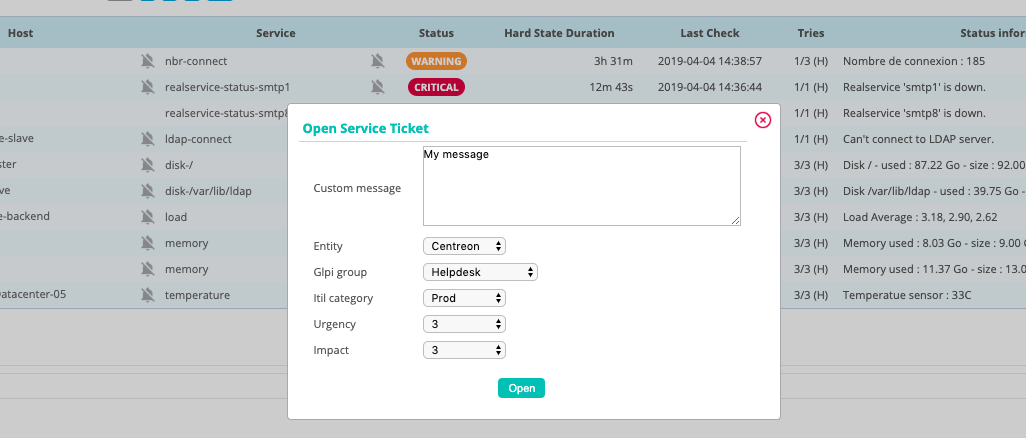 Host Service Status Hard State Duration Last Check Tries Status infor
nbr-connect WARNING 3h 31m 2019-04-04 14:38:57 1/3 (H) Nombre de connexion : 185
realservice-status-smtp1 CRITICAL 12m 43s 2019-04-04 14:36:44 1/1 (H) Realservice 'smtp1' is down.
realservice-status-smtp8 1/1 (H) Realservice 'smtp8' is down.
e-slave ldap-connect 1/1 (H) Can't connect to LDAP server.
ster disk-/ 3/3 (H) Disk / - used : 87.22 Go - size : 92.00
ve disk-/var/lib/ldap 3/3 (H) Disk /var/lib/ldap - used : 39.75 Go -
e-backend load 3/3 (H) Load Average : 3.18, 2.90, 2.62
memory 3/3 (H) Memory used : 8.03 Go - size : 9.00 
memory 3/3 (H) Memory used : 11.37 Go - size : 13.0
atacenter-05 temperature 3/3 (H) Temperatue sensor : 33C
Open Service Ticket
Custom message My message
Entity Centreon
Glpi group Helpdesk
Itil category Prod
Urgency 3
Impact 3
Open